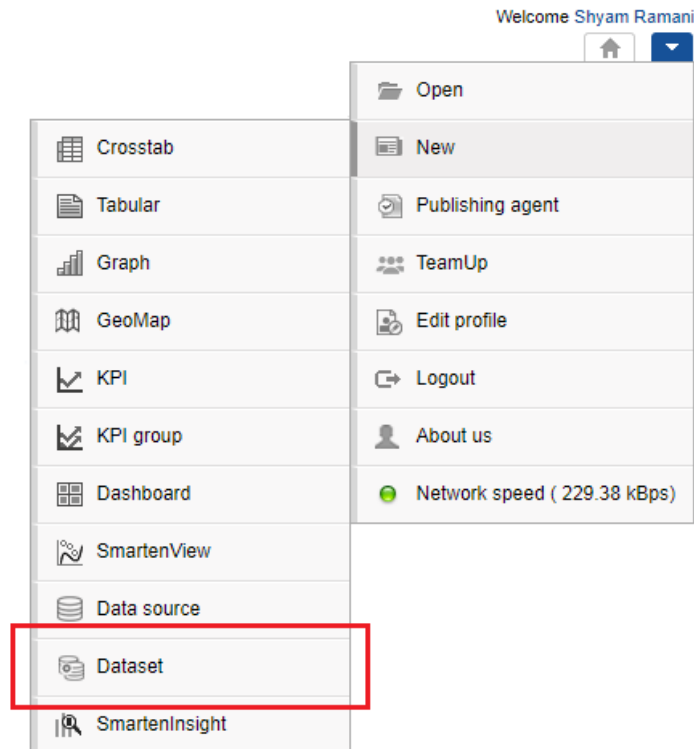 Welcome Shyam Ramani
Open
New
Publishing agent
TeamUp
Edit profile
Logout
About us
Network speed ( 229.38 kBps)
Crosstab
Tabular
Graph
GeoMap
KPI
KPI group
Dashboard
SmartenView
Data source
Dataset
SmartenInsight